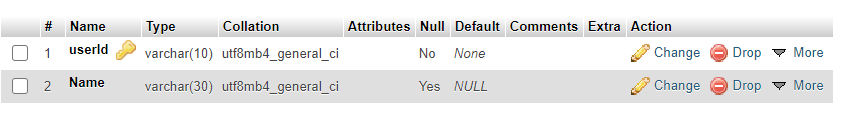 # Name Type Collation Attributes Null Default Comments Extra Action
1 userId varchar(10) utf8mb4_general_ci No None Change Drop More
2 Name varchar(30) utf8mb4_general_ci Yes NULL Change Drop More